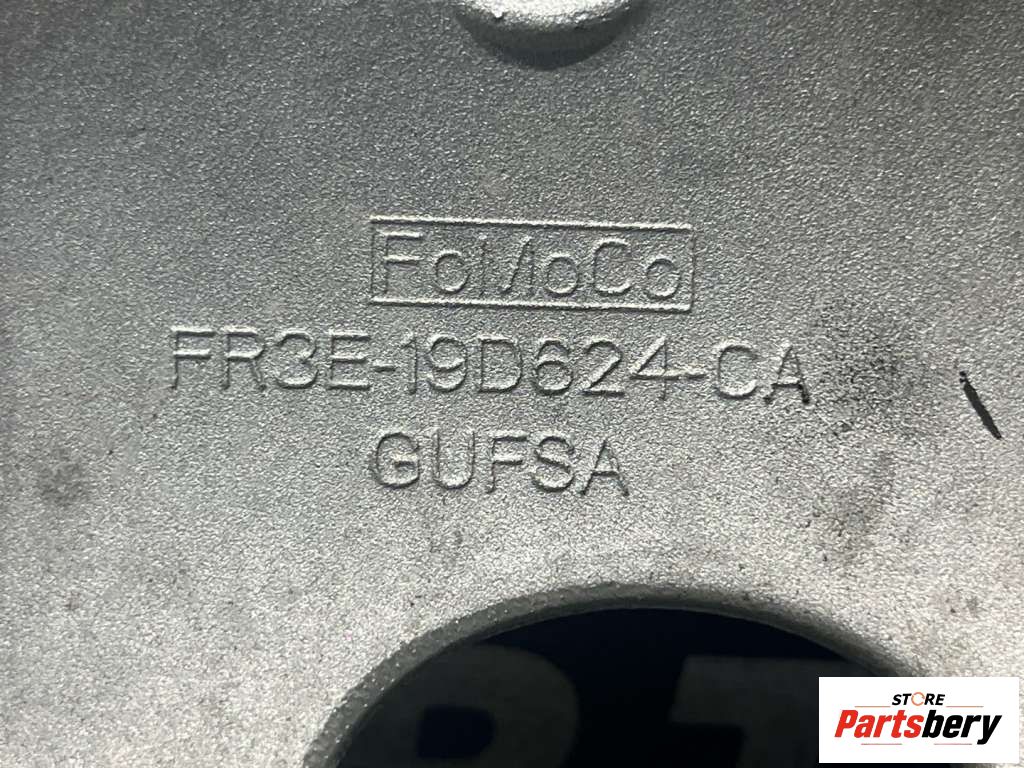 FoMoCo
FR3E-19D624-CA
GUFSA
STORE
Partsbery